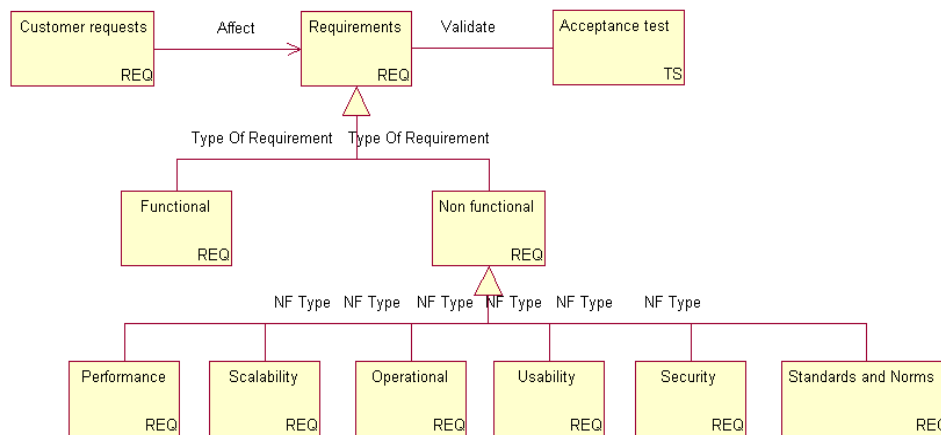 Customer requests
Affect
Requirements
Validate
Acceptance test
REQ
REQ
TS
Type Of Requirement
Type Of Requirement
Functional
Non functional
REQ
REQ
NF Type
NF Type
NF Type
NF Type
NF Type
NF Type
Performance
Scalability
Operational
Usability
Security
Standards and Norms
REQ
REQ
REQ
REQ
REQ
REQ